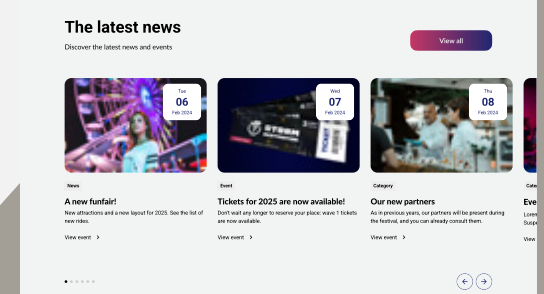 The latest news
Discover the latest news and events
View all
Tue
06
Feb 2024
Wed
07
Feb 2024
Thu
08
Feb 2024
TICKET
News
A new funfair!
New attractions and a new layout for 2025. See the list of
new rides.
View event
Event
Tickets for 2025 are now available!
Don't wait any longer to reserve your place: wave 1 tickets
are now available.
View event
Category
Our new partners
As in previous years, our partners will be present during
the festival, and you can already consult them.
View event
Cate
Eve
Lorem
Suspe
View